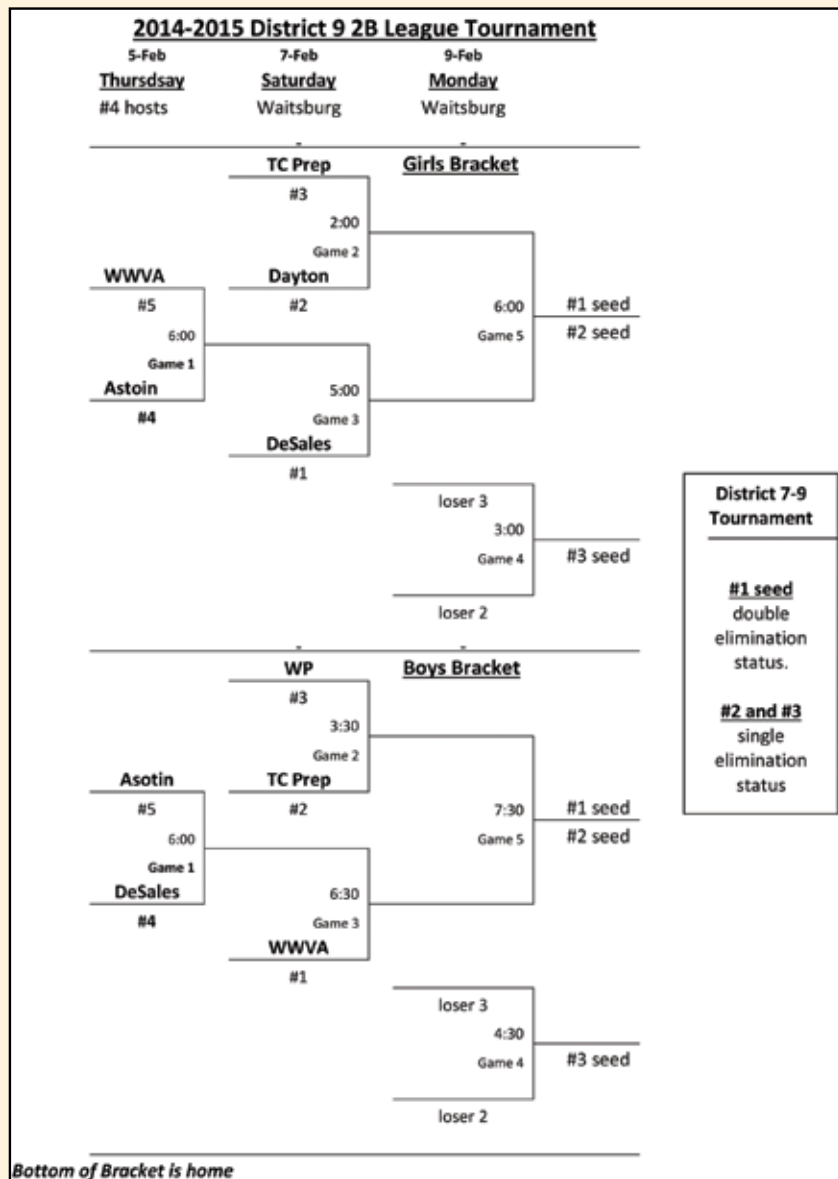 2014-2015 District 9 2B League Tournament
5-Feb 7-Feb 9-Feb
Thursdsay Saturday Monday
#4 hosts Waitsburg Waitsburg
- -
TC Prep Girls Bracket
#3
2:00
Game 2
WWVA Dayton
#5 #2 6:00 #1 seed
6:00 Game 5 #2 seed
Game 1
Astoin 5:00
#4 Game 3
DeSales
#1
loser 3
3:00
Game 4 #3 seed
loser 2
District 7-9
Tournament
#1 seed
double
elimination
status.
#2 and #3
single
elimination
status
- -
WP Boys Bracket
#3
3:30
Game 2
Asotin TC Prep
#5 #2 7:30 #1 seed
6:00 Game 5 #2 seed
Game 1
DeSales 6:30
#4 Game 3
WWVA
#1
loser 3
4:30
Game 4 #3 seed
loser 2
Bottom of Bracket is home